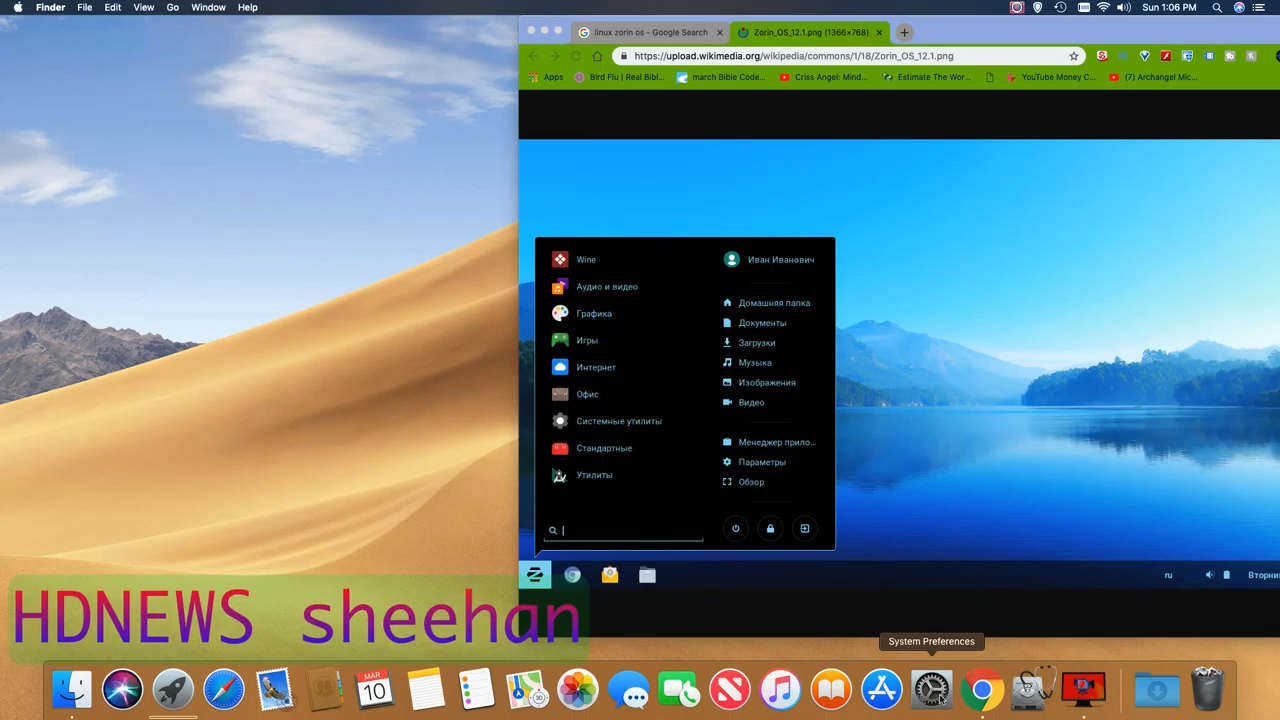 Finder File Edit View Go Window Help
Sun 1:06 PM
linux zorin os - Google Search
Zorin_OS_12.1.png (1366×768)
https://upload.wikimedia.org/wikipedia/commons/1/18/Zorin_OS_12.1.png
Apps
Bird Flu | Real Bibl...
march Bible Code...
Criss Angel: Mind...
Estimate The Wor...
YouTube Money C...
(7) Archangel Mic...
Wine
Аудио и видео
Графика
Игры
Интернет
Офис
Системные утилиты
Стандартные
Утилиты
Иван Иванович
Домашняя папка
Документы
Загрузки
Музыка
Изображения
Видео
Менеджер прило...
Параметры
Обзор
ru
Вторни
HDNEWS sheehan
System Preferences
MAR
10
3D